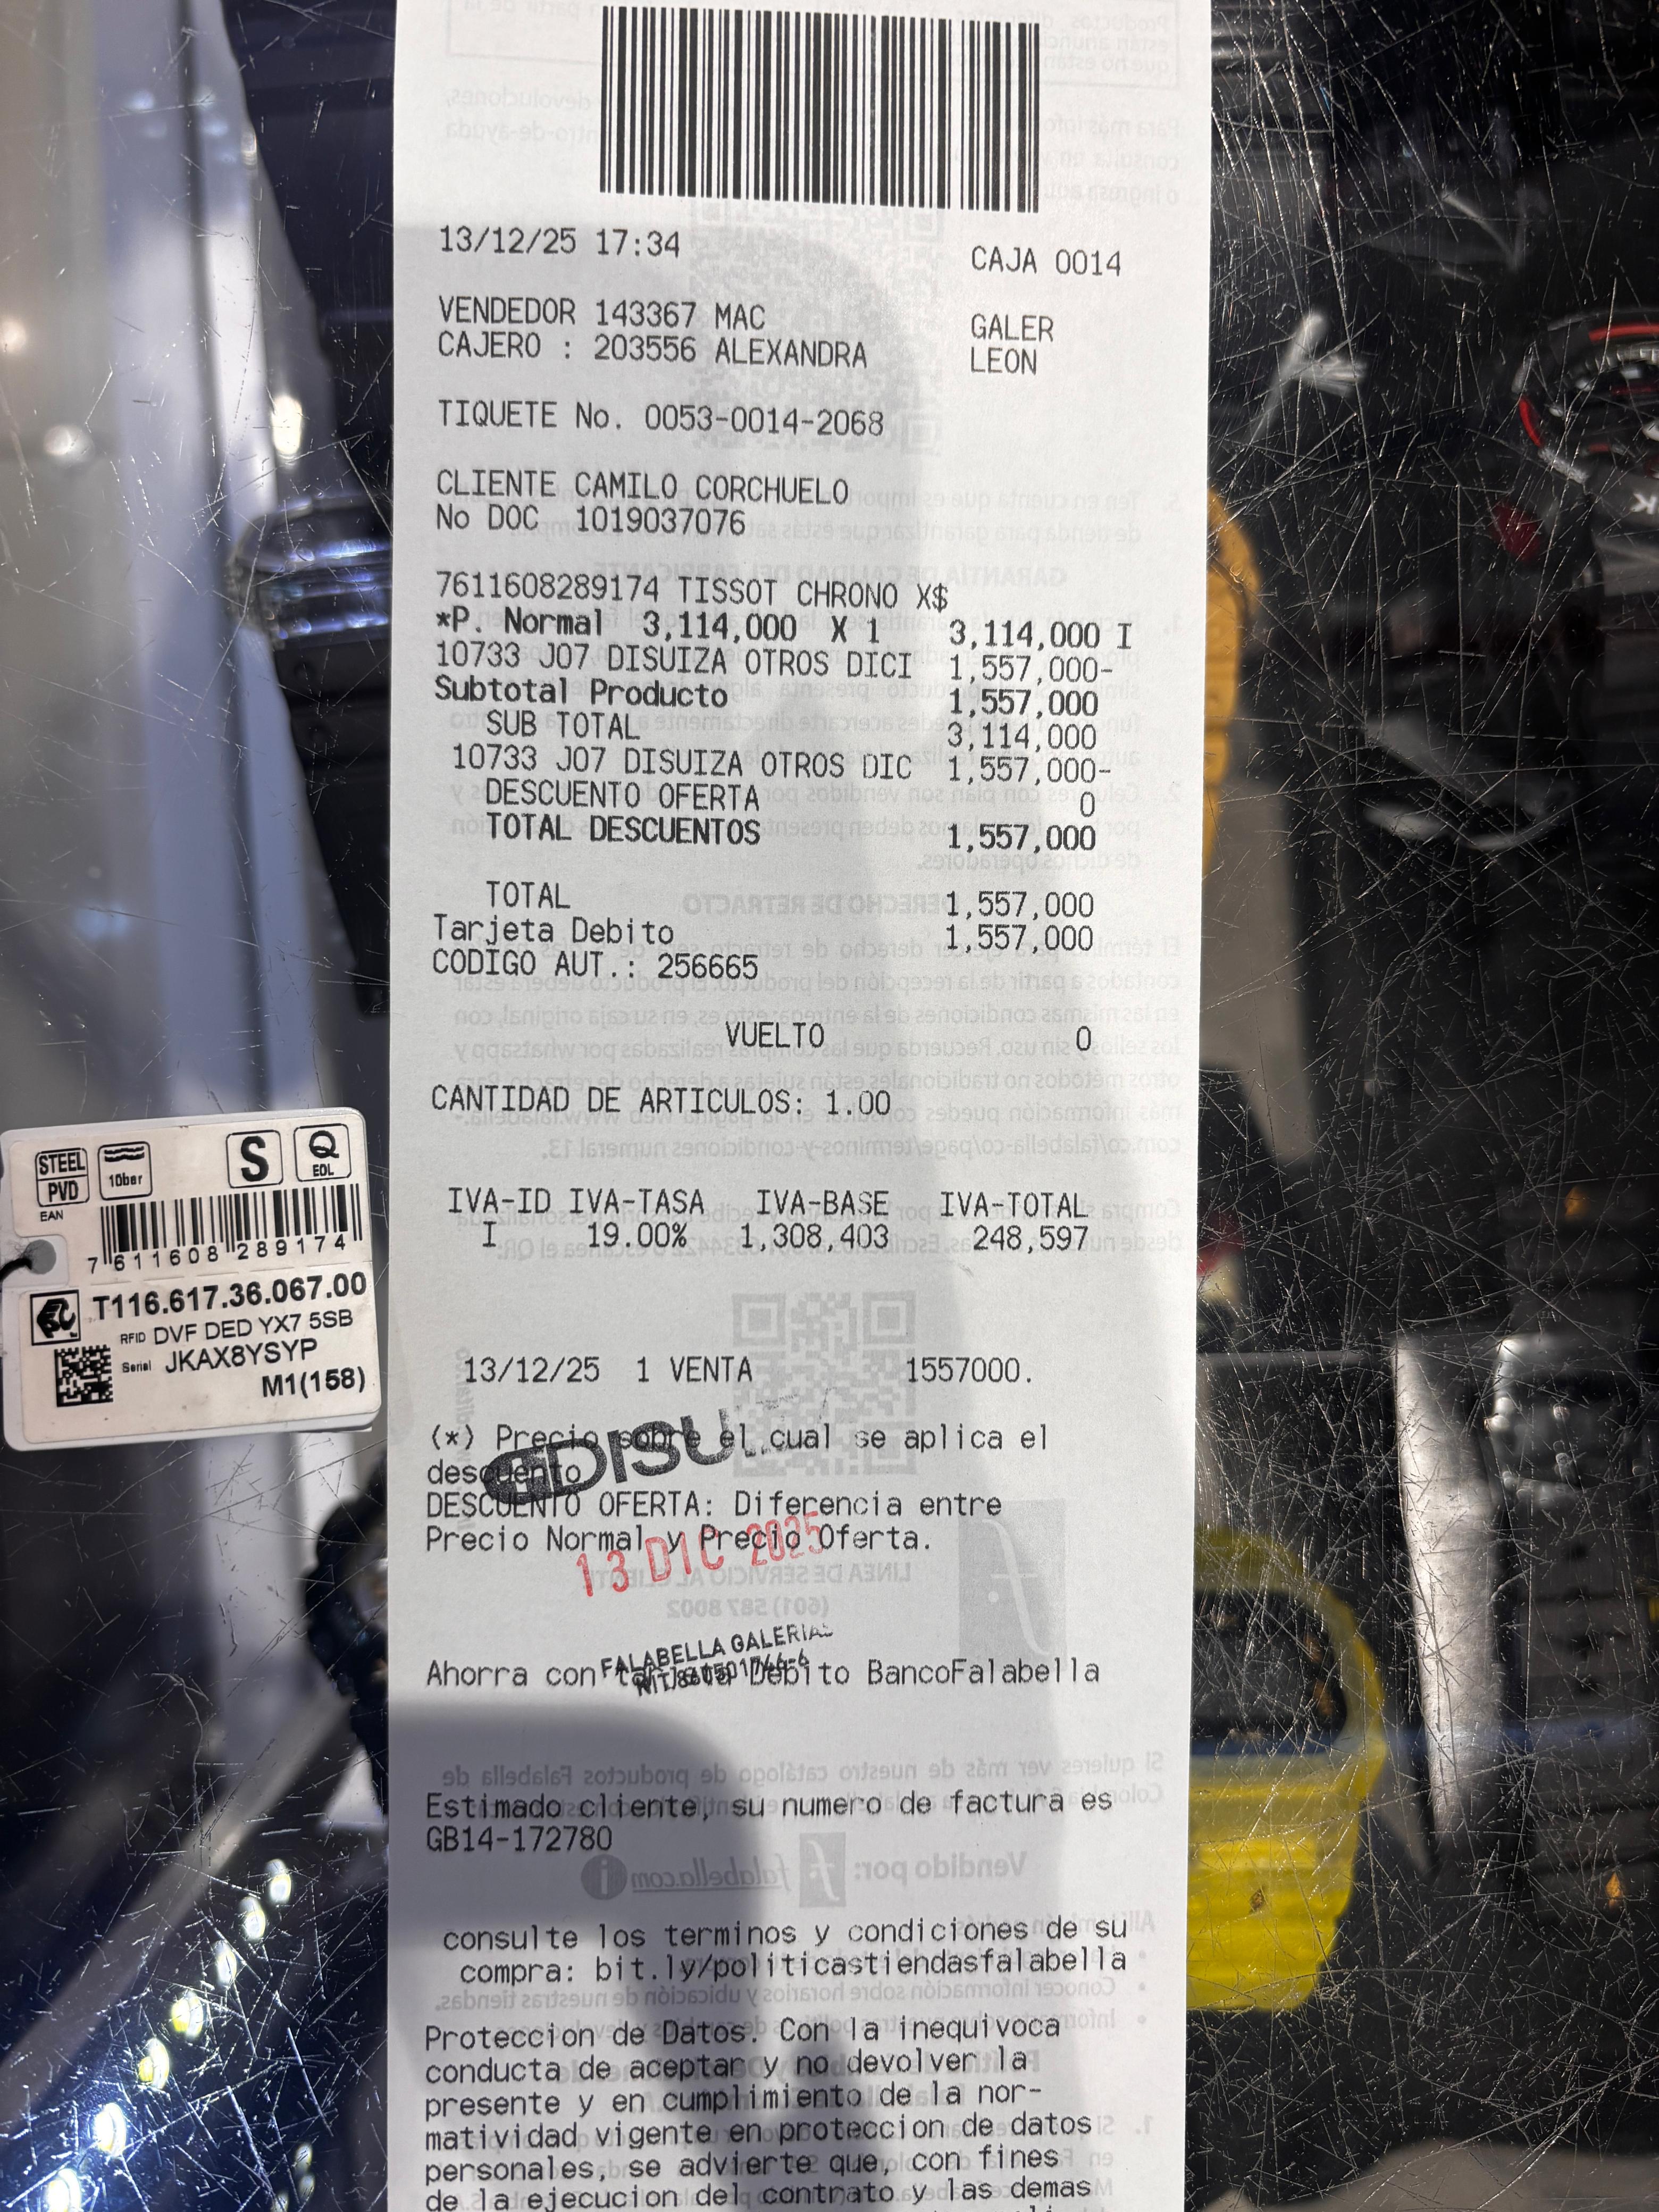 13/12/25 17:34 CAJA 0014
VENDEDOR 143367 MAC GALER
CAJERO : 203556 ALEXANDRA LEON
TIQUETE No. 0053-0014-2068
CLIENTE CAMILO CORCHUELO
No DOC 1019037076
7611608289174 TISSOT CHRONO X$
*P. Normal 3,114,000 X 1 3,114,000 I
10733 J07 DISUIZA OTROS DICI 1,557,000-
Subtotal Producto 1,557,000
SUB TOTAL 3,114,000
10733 J07 DISUIZA OTROS DIC 1,557,000-
DESCUENTO OFERTA 0
TOTAL DESCUENTOS 1,557,000
TOTAL 1,557,000
Tarjeta Debito 1,557,000
CODIGO AUT.: 256665
VUELTO 0
CANTIDAD DE ARTICULOS: 1.00
IVA-ID IVA-TASA IVA-BASE IVA-TOTAL
I 19.00% 1,308,403 248,597
13/12/25 1 VENTA 1557000.
(*) Precio sobre el cual se aplica el
descuento
DISU
DESCUENTO OFERTA: Diferencia entre
Precio Normal y Precio Oferta.
13 DIC 2025
FALABELLA GALERIAS
Ahorra con tarjeta Debito BancoFalabella
Estimado cliente, su numero de factura es
GB14-172780
consulte los terminos y condiciones de su
compra: bit.ly/politicastiendasfalabella
Proteccion de Datos. Con la inequivoca
conducta de aceptar y no devolver la
presente y en cumplimiento de la nor-
matividad vigente en proteccion de datos
personales, se advierte que, con fines
de la ejecucion del contrato y las demas
STEEL
PVD
10bar
S
Q
EOL
EAN
7 611608 289174
T116.617.36.067.00
RFID DVF DED YX7 5SB
Serial JKAX8YSYP
M1(158)